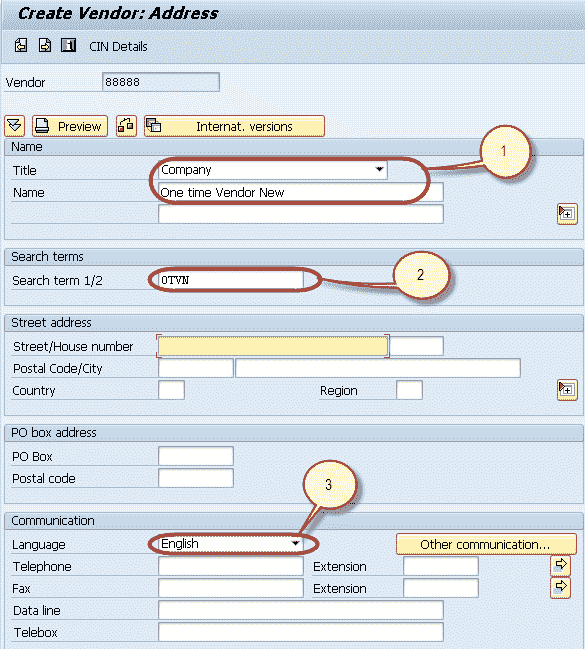 Create Vendor: Address
CIN Details
Vendor 88888
Preview Internat. versions
Name
1
Title Company
Name One time Vendor New
Search terms
2
Search term 1/2 OTVN
Street address
Street/House number
Postal Code/City
Country Region
PO box address
PO Box
Postal code
3
Communication
Language English Other communication...
Telephone Extension
Fax Extension
Data line
Telebox